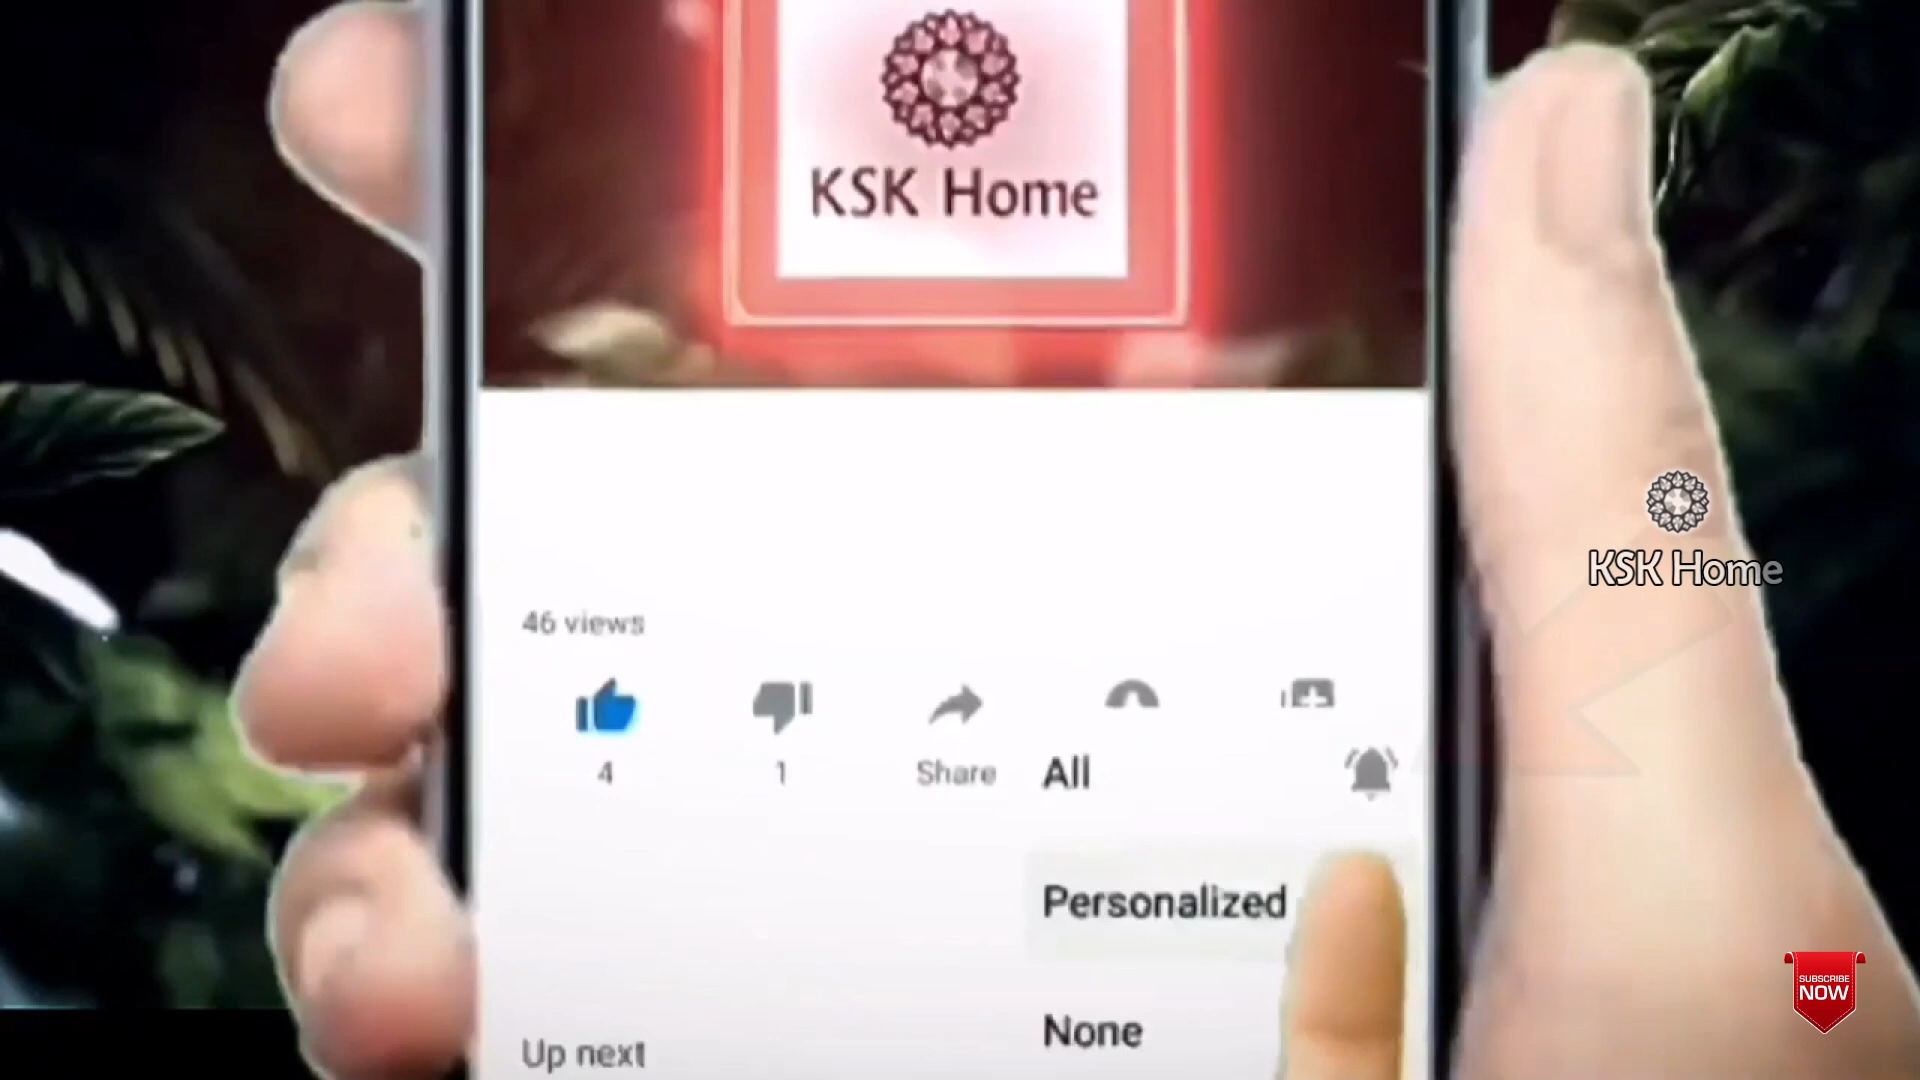 KSK Home
46 views
4
1
Share
All
Personalized
None
Up next
KSK Home
SUBSCRIBE
NOW